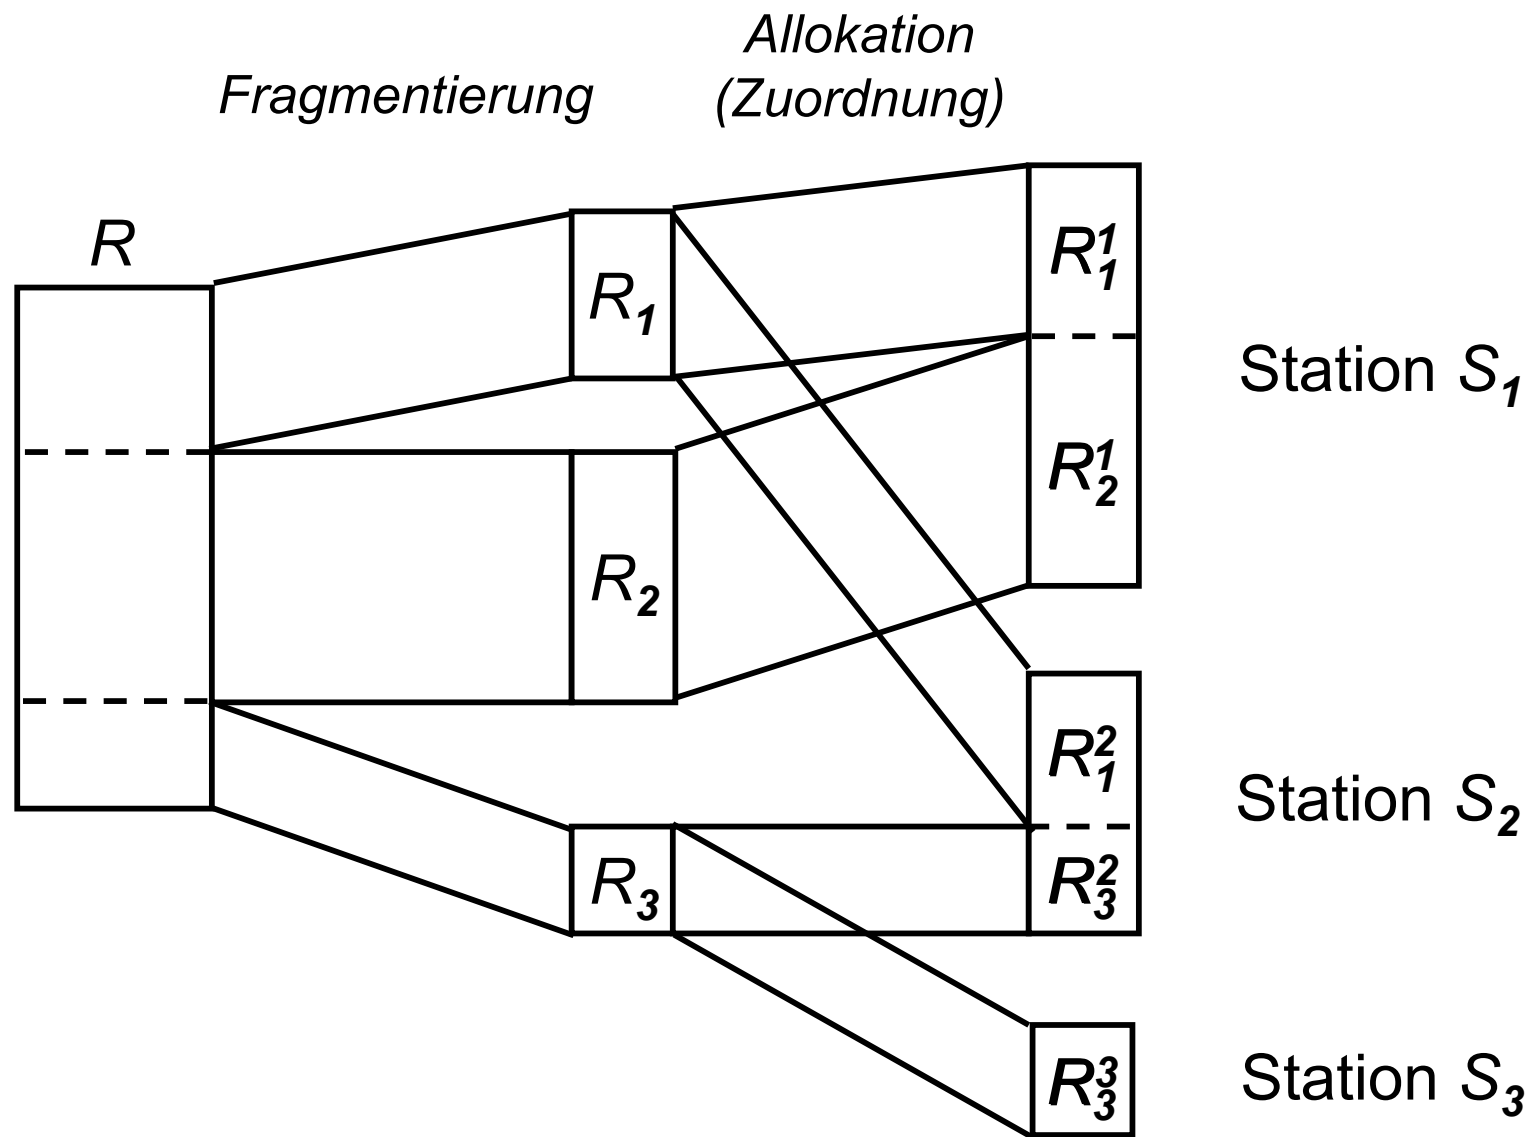 Allokation
Fragmentierung (Zuordnung)
R
R₁
R₂
R₃
R₁¹
R₂¹
Station S₁
R₁²
R₃²
Station S₂
R₃³
Station S₃